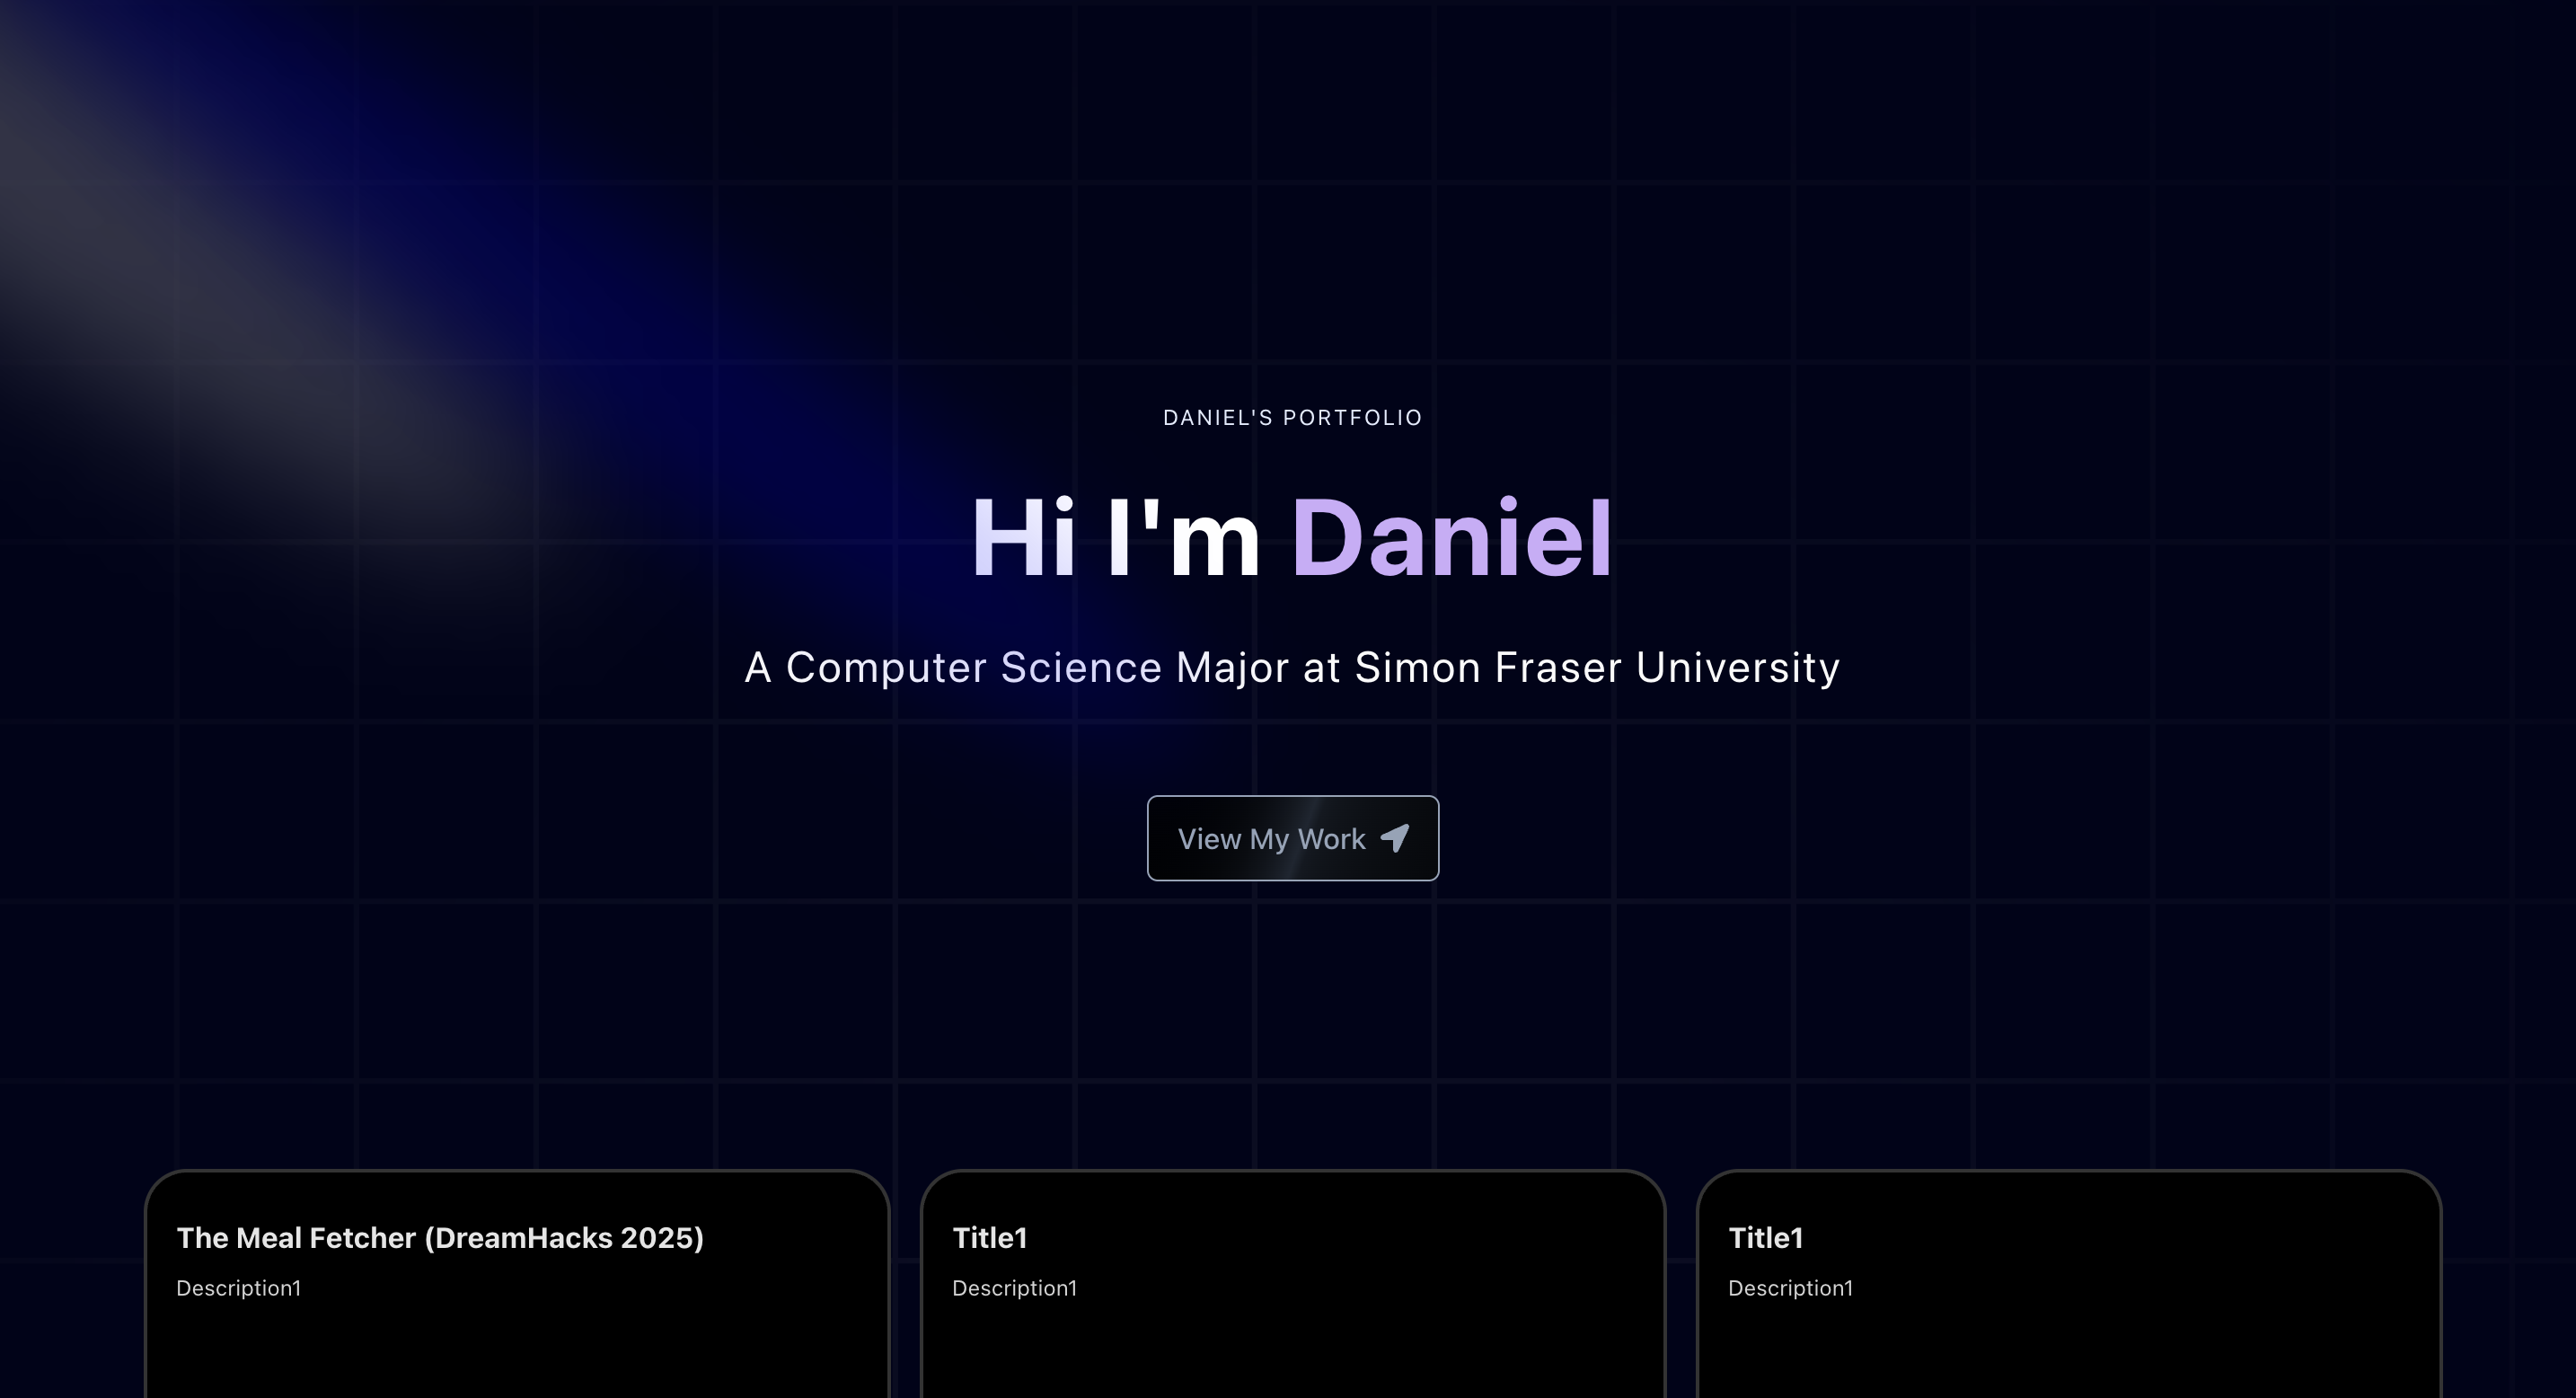 DANIEL'S PORTFOLIO
Hi I'm Daniel
A Computer Science Major at Simon Fraser University
View My Work
The Meal Fetcher (DreamHacks 2025)
Description1
Title1
Description1
Title1
Description1